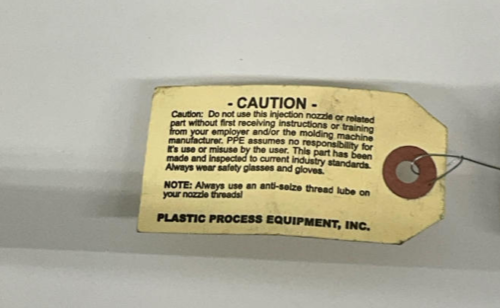 - CAUTION -
Caution: Do not use this injection nozzle or related
part without first receiving instructions or training
from your employer and/or the molding machine
manufacturer. PPE assumes no responsibility for
it's use or misuse by the user. This part has been
made and inspected to current industry standards.
Always wear safety glasses and gloves.
NOTE: Always use an anti-seize thread lube on
your nozzle threads!
PLASTIC PROCESS EQUIPMENT, INC.